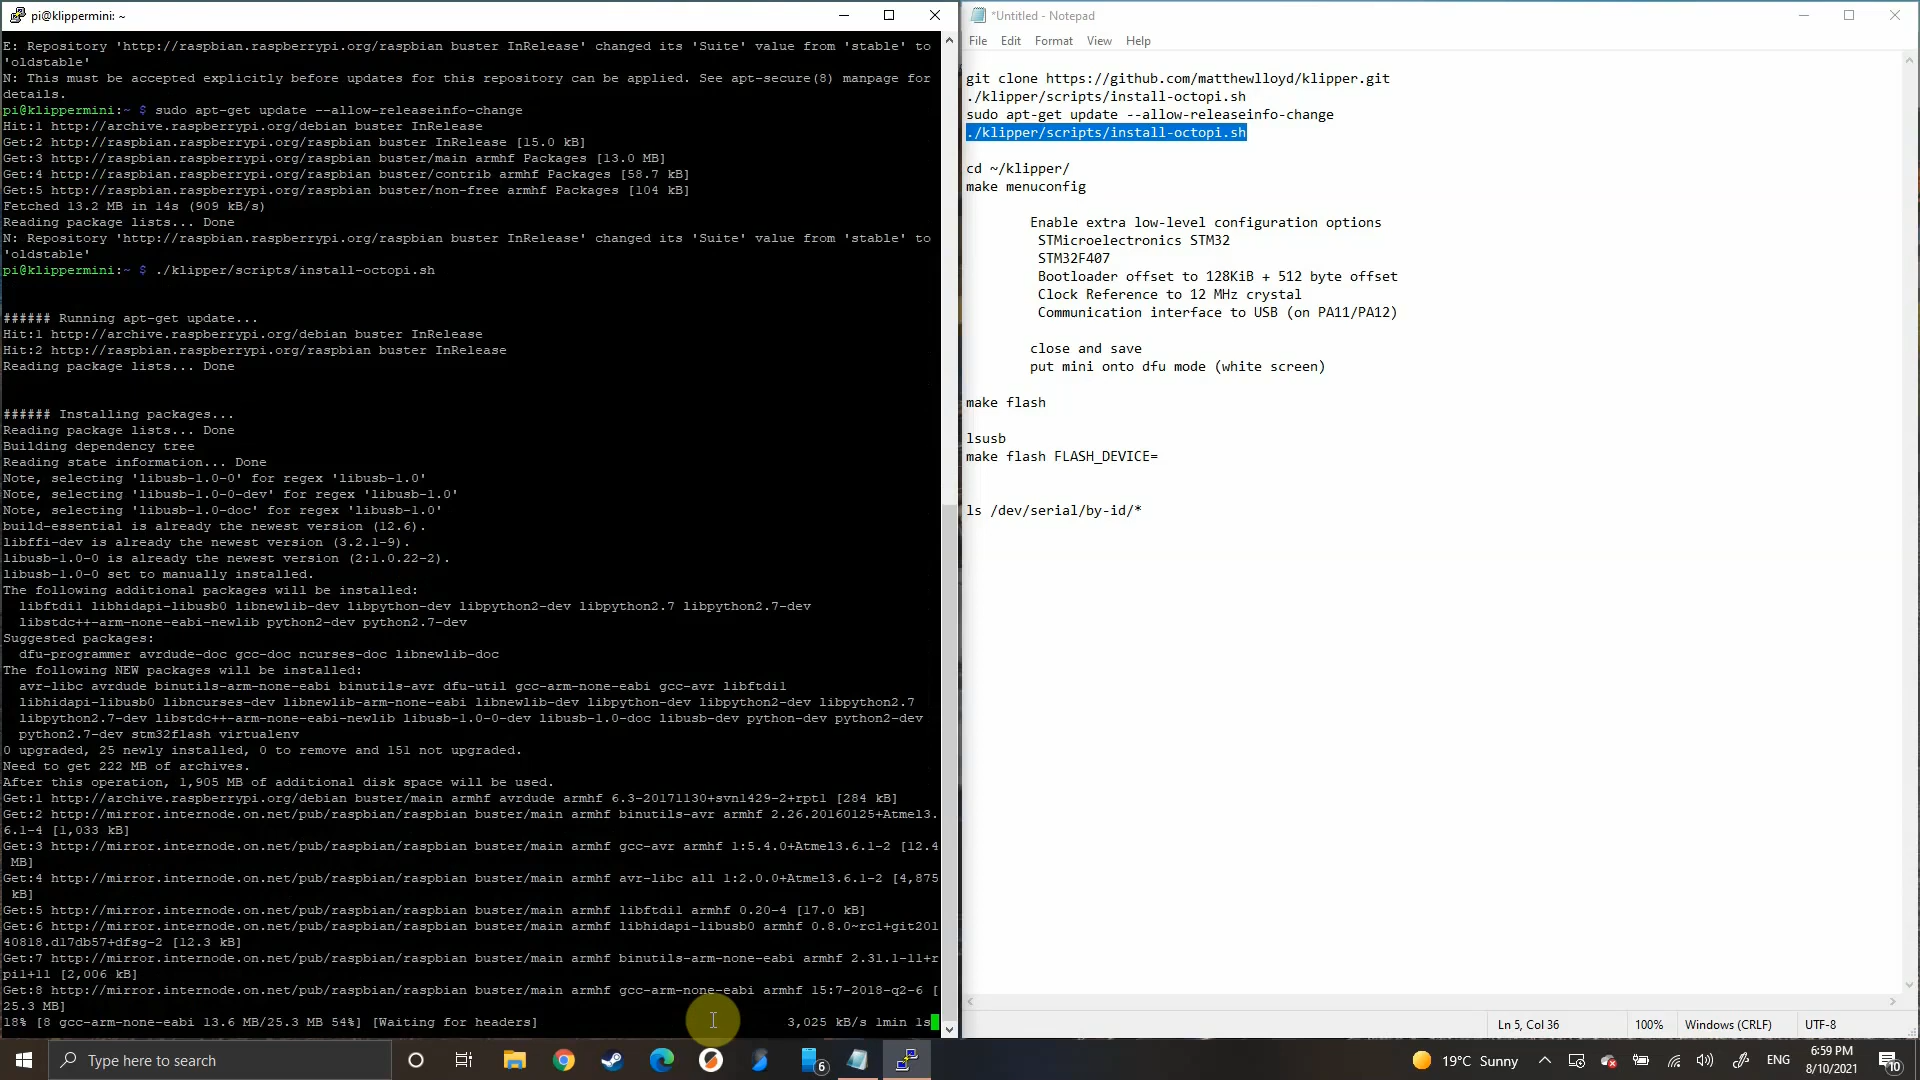 pi@klippermini: ~
E: Repository 'http://raspbian.raspberrypi.org/raspbian buster InRelease' changed its 'Suite' value from 'stable' to
'oldstable'
N: This must be accepted explicitly before updates for this repository can be applied. See apt-secure(8) manpage for
details.
pi@klippermini:~ $ sudo apt-get update --allow-releaseinfo-change
Hit:1 http://archive.raspberrypi.org/debian buster InRelease
Get:2 http://raspbian.raspberrypi.org/raspbian buster InRelease [15.0 kB]
Get:3 http://raspbian.raspberrypi.org/raspbian buster/main armhf Packages [13.0 MB]
Get:4 http://raspbian.raspberrypi.org/raspbian buster/contrib armhf Packages [58.7 kB]
Get:5 http://raspbian.raspberrypi.org/raspbian buster/non-free armhf Packages [104 kB]
Fetched 13.2 MB in 14s (909 kB/s)
Reading package lists... Done
N: Repository 'http://raspbian.raspberrypi.org/raspbian buster InRelease' changed its 'Suite' value from 'stable' to
'oldstable'
pi@klippermini:~ $ ./klipper/scripts/install-octopi.sh
###### Running apt-get update...
Hit:1 http://archive.raspberrypi.org/debian buster InRelease
Hit:2 http://raspbian.raspberrypi.org/raspbian buster InRelease
Reading package lists... Done
###### Installing packages...
Reading package lists... Done
Building dependency tree
Reading state information... Done
Note, selecting 'libusb-1.0-0' for regex 'libusb-1.0'
Note, selecting 'libusb-1.0-0-dev' for regex 'libusb-1.0'
Note, selecting 'libusb-1.0-doc' for regex 'libusb-1.0'
build-essential is already the newest version (12.6).
libffi-dev is already the newest version (3.2.1-9).
libusb-1.0-0 is already the newest version (2:1.0.22-2).
libusb-1.0-0 set to manually installed.
The following additional packages will be installed:
libftdi1 libhidapi-libusb0 libnewlib-dev libpython-dev libpython2-dev libpython2.7 libpython2.7-dev
libstdc++-arm-none-eabi-newlib python2-dev python2.7-dev
Suggested packages:
dfu-programmer avrdude-doc gcc-doc ncurses-doc libnewlib-doc
The following NEW packages will be installed:
avr-libc avrdude binutils-arm-none-eabi binutils-avr dfu-util gcc-arm-none-eabi gcc-avr libftdi1
libhidapi-libusb0 libncurses-dev libnewlib-arm-none-eabi libnewlib-dev libpython-dev libpython2-dev libpython2.7
libpython2.7-dev libstdc++-arm-none-eabi-newlib libusb-1.0-0-dev libusb-1.0-doc libusb-dev python-dev python2-dev
python2.7-dev stm32flash virtualenv
0 upgraded, 25 newly installed, 0 to remove and 151 not upgraded.
Need to get 222 MB of archives.
After this operation, 1,905 MB of additional disk space will be used.
Get:1 http://archive.raspberrypi.org/debian buster/main armhf avrdude armhf 6.3-20171130+svn1429-2+rpt1 [284 kB]
Get:2 http://mirror.internode.on.net/pub/raspbian/raspbian buster/main armhf binutils-avr armhf 2.26.20160125+Atmel3.
6.1-4 [1,033 kB]
Get:3 http://mirror.internode.on.net/pub/raspbian/raspbian buster/main armhf gcc-avr armhf 1:5.4.0+Atmel3.6.1-2 [12.4
MB]
Get:4 http://mirror.internode.on.net/pub/raspbian/raspbian buster/main armhf avr-libc all 1:2.0.0+Atmel3.6.1-2 [4,875
kB]
Get:5 http://mirror.internode.on.net/pub/raspbian/raspbian buster/main armhf libftdi1 armhf 0.20-4 [17.0 kB]
Get:6 http://mirror.internode.on.net/pub/raspbian/raspbian buster/main armhf libhidapi-libusb0 armhf 0.8.0~rc1+git201
40818.d17db57+dfsg-2 [12.3 kB]
Get:7 http://mirror.internode.on.net/pub/raspbian/raspbian buster/main armhf binutils-arm-none-eabi armhf 2.31.1-11+r
pi1+11 [2,006 kB]
Get:8 http://mirror.internode.on.net/pub/raspbian/raspbian buster/main armhf gcc-arm-none-eabi armhf 15:7-2018-q2-6 [
25.3 MB]
18% [8 gcc-arm-none-eabi 13.6 MB/25.3 MB 54%] [Waiting for headers] 3,025 kB/s 1min 1s
*Untitled - Notepad
File Edit Format View Help
git clone https://github.com/matthewlloyd/klipper.git
./klipper/scripts/install-octopi.sh
sudo apt-get update --allow-releaseinfo-change
./klipper/scripts/install-octopi.sh
cd ~/klipper/
make menuconfig
Enable extra low-level configuration options
STMicroelectronics STM32
STM32F407
Bootloader offset to 128KiB + 512 byte offset
Clock Reference to 12 MHz crystal
Communication interface to USB (on PA11/PA12)
close and save
put mini onto dfu mode (white screen)
make flash
lsusb
make flash FLASH_DEVICE=
ls /dev/serial/by-id/*
Ln 5, Col 36 100% Windows (CRLF) UTF-8
Type here to search
6
19°C Sunny
ENG
6:59 PM
8/10/2021
10